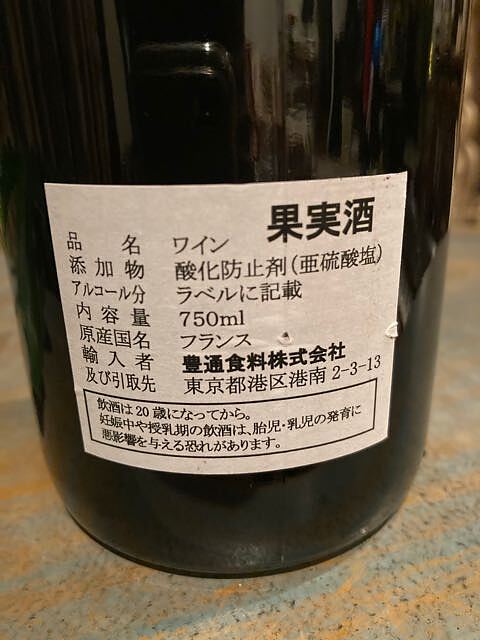 果実酒
品名 ワイン
添加物 酸化防止剤(亜硫酸塩)
アルコール分 ラベルに記載
内容量 750ml
原産国名 フランス
輸入者 豊通食料株式会社
及び引取先 東京都港区港南2-3-13
飲酒は20歳になってから。
妊娠中や授乳期の飲酒は、胎児・乳児の発育に
悪影響を与える恐れがあります。